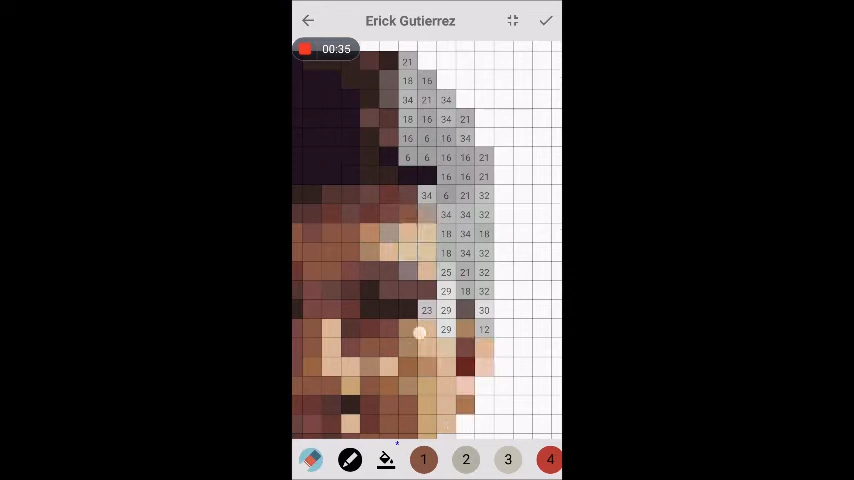 Erick Gutierrez
00:35
21
18 16
34 21 34
18 16 34 21
16 6 16 34
6 6 16 16 21
16 16 21
34 6 21 32
34 34 32
18 34 18
18 34 32
25 21 32
29 18 32
23 29 30
29 12
1 2 3 4